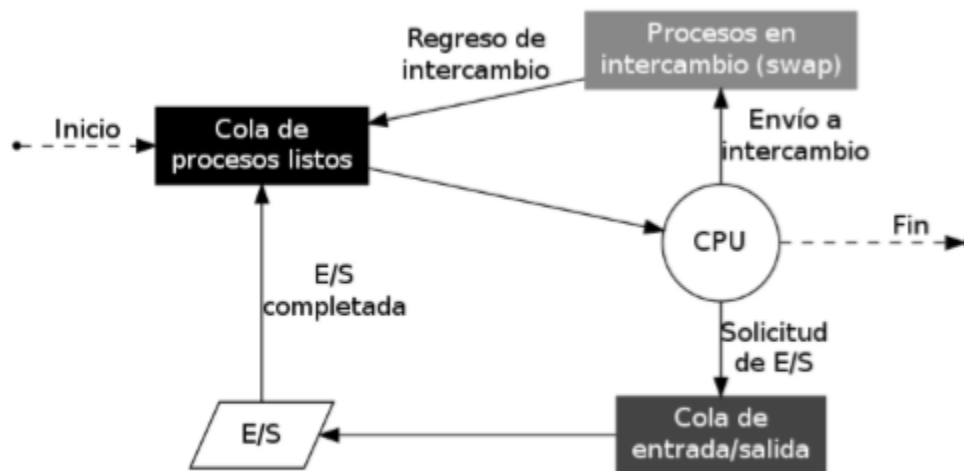 Regreso de
intercambio
Procesos en
intercambio (swap)
Inicio
Cola de
procesos listos
Envío a
intercambio
CPU
Fin
E/S
completada
Solicitud
de E/S
E/S
Cola de
entrada/salida